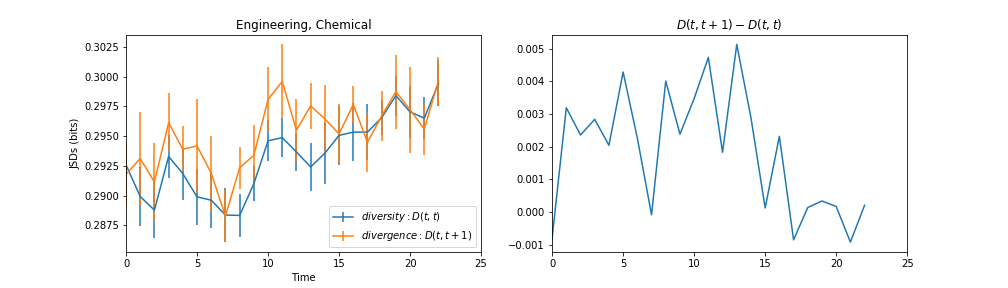 Engineering, Chemical
JSDs (bits)
0.3025
0.3000
0.2975
0.2950
0.2925
0.2900
0.2875
0 5 10 15 20 25
Time
diversity: D(t, t)
divergence: D(t, t+1)
D(t, t+1) − D(t, t)
0.005
0.004
0.003
0.002
0.001
0.000
−0.001
0 5 10 15 20 25